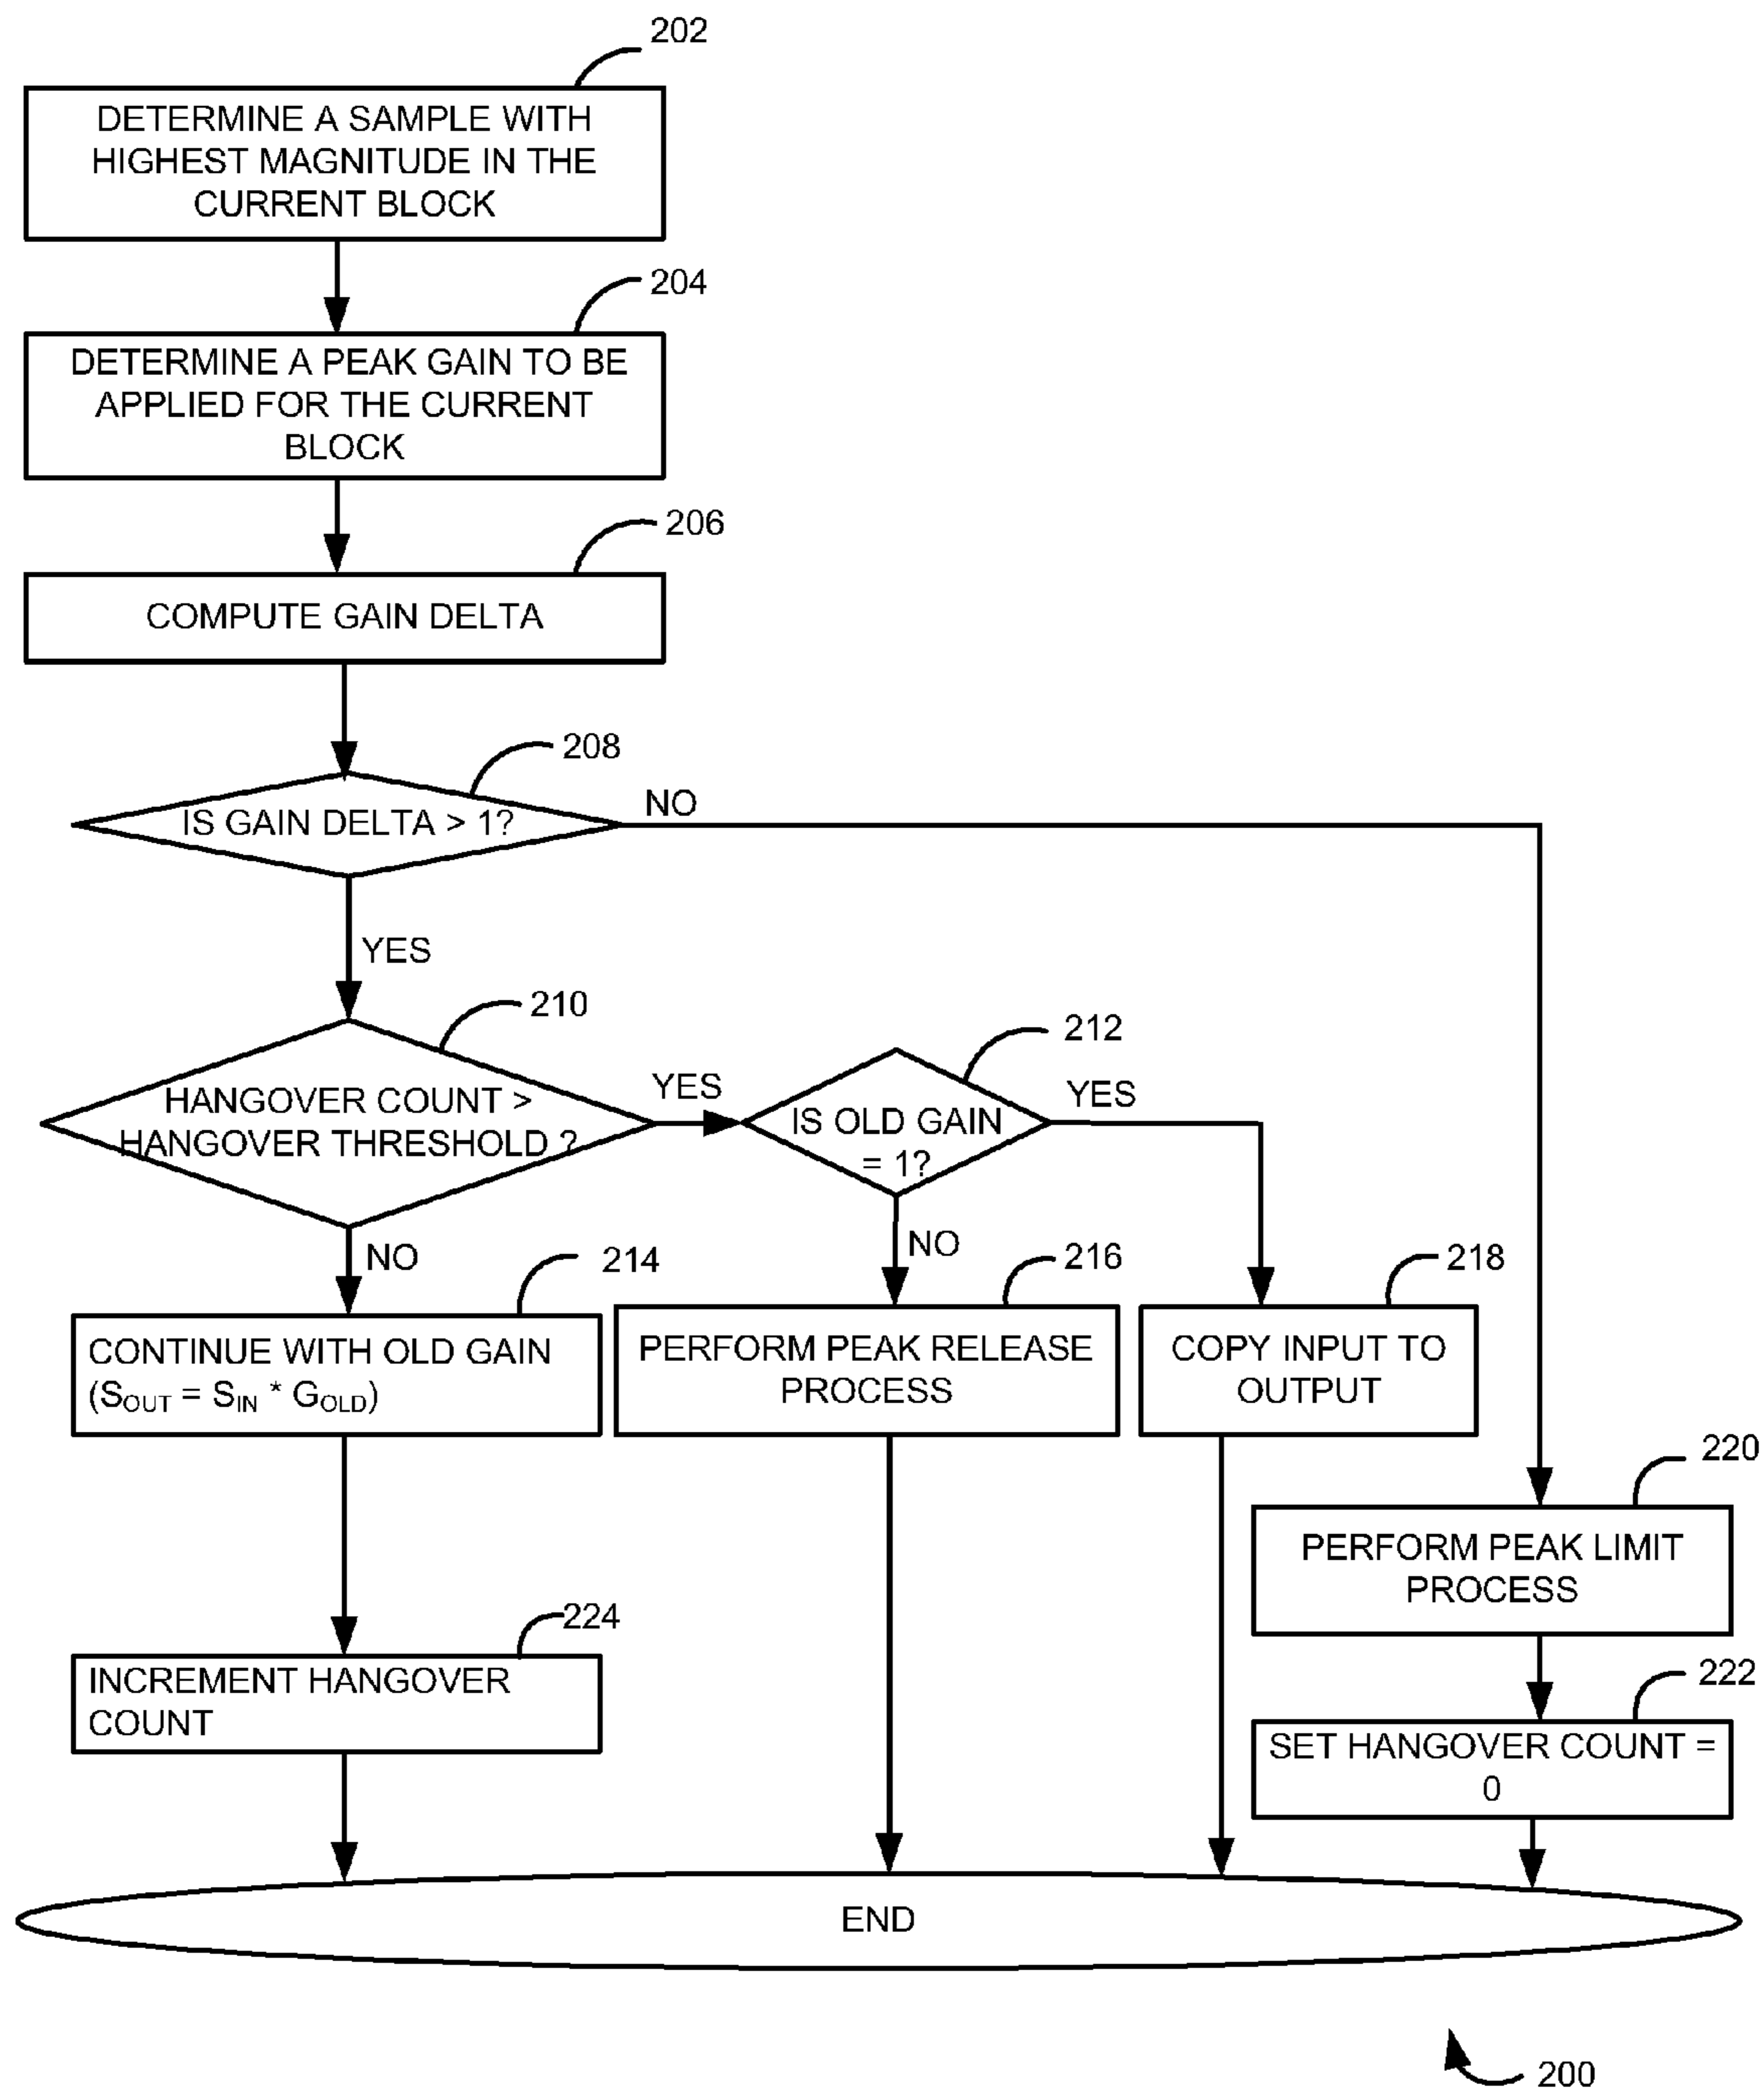 202
DETERMINE A SAMPLE WITH
HIGHEST MAGNITUDE IN THE
CURRENT BLOCK
204
DETERMINE A PEAK GAIN TO BE
APPLIED FOR THE CURRENT
BLOCK
206
COMPUTE GAIN DELTA
208
IS GAIN DELTA > 1?
NO
YES
210
HANGOVER COUNT >
HANGOVER THRESHOLD ?
YES
212
IS OLD GAIN
= 1?
YES
NO
NO
214
CONTINUE WITH OLD GAIN
(SOUT = SIN * GOLD)
216
PERFORM PEAK RELEASE
PROCESS
218
COPY INPUT TO
OUTPUT
220
PERFORM PEAK LIMIT
PROCESS
224
INCREMENT HANGOVER
COUNT
222
SET HANGOVER COUNT =
0
END
200